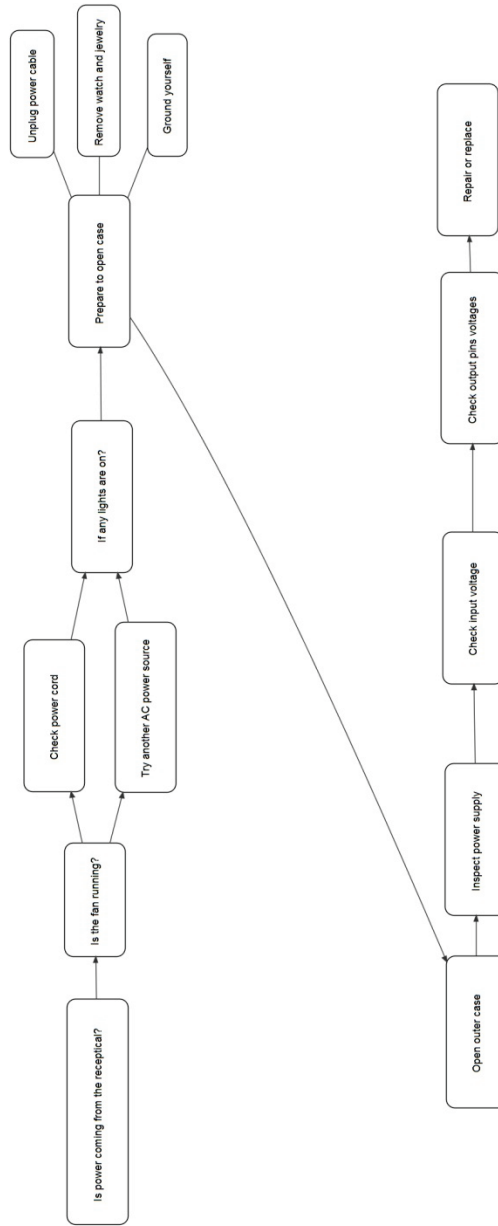 Is power coming from the receptical?
Is the fan running?
Check power cord
Try another AC power source
If any lights are on?
Prepare to open case
Unplug power cable
Remove watch and jewelry
Ground yourself
Open outer case
Inspect power supply
Check input voltage
Check output pins voltages
Repair or replace